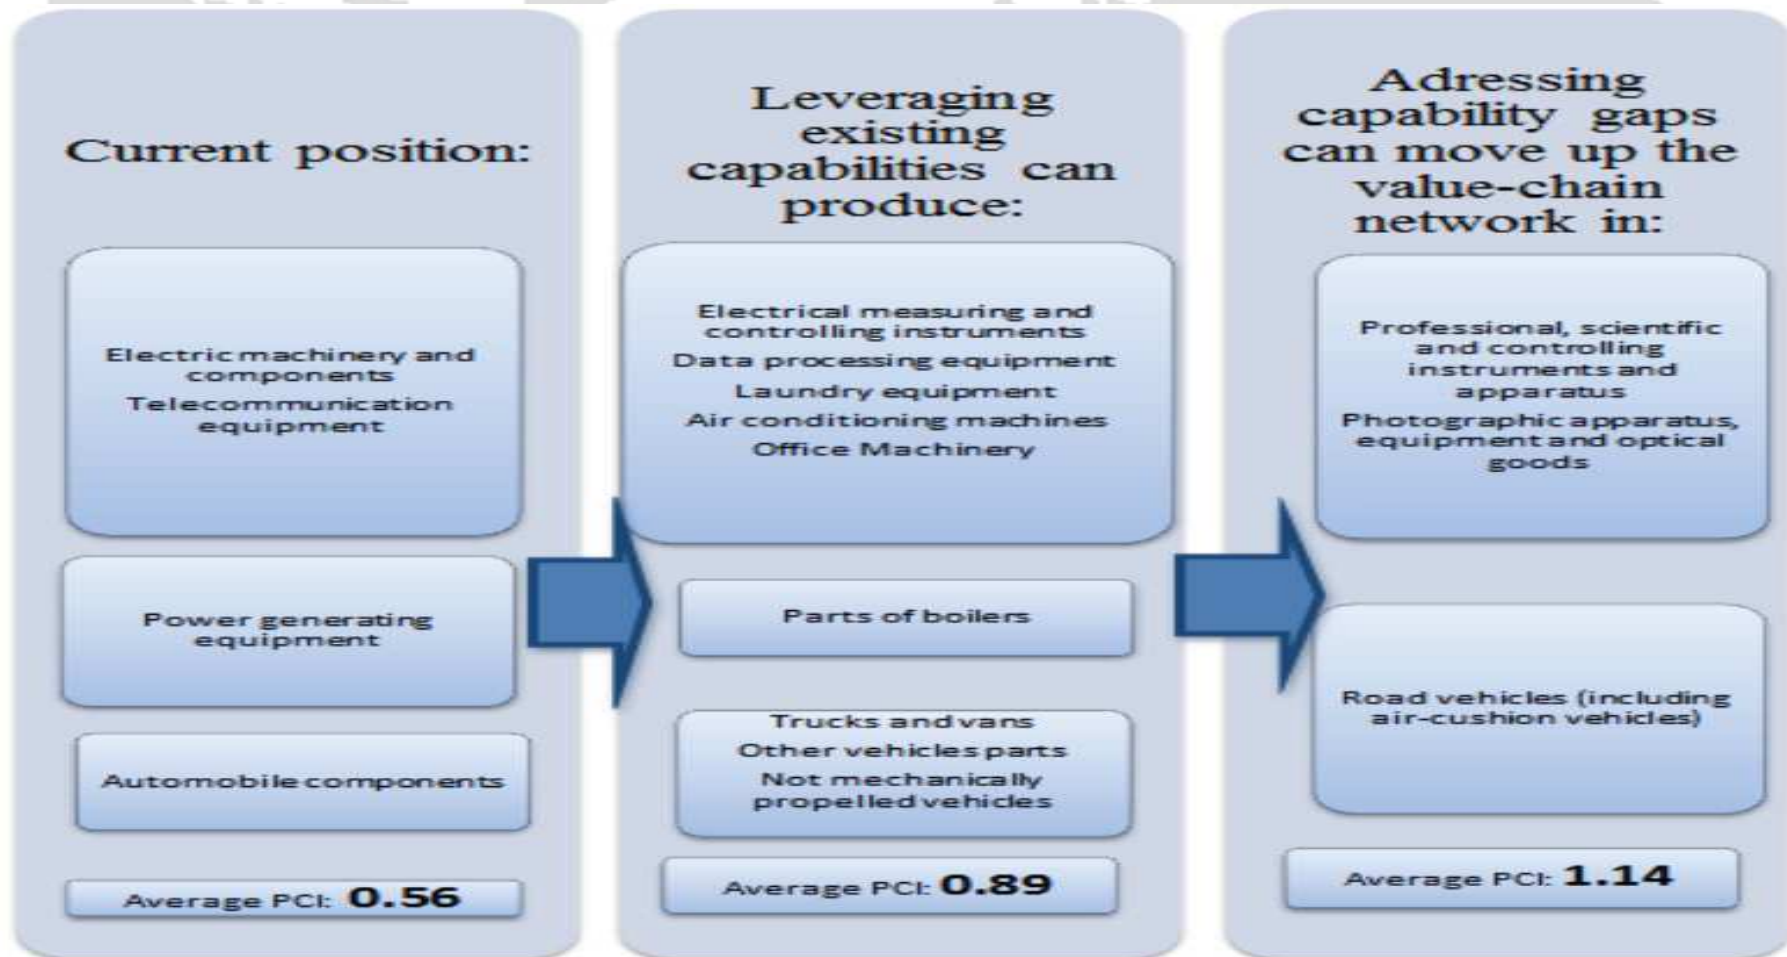 Current position:
Electric machinery and
components
Telecommunication
equipment
Power generating
equipment
Automobile components
Average PCI: 0.56
Leveraging
existing
capabilities can
produce:
Electrical measuring and
controlling instruments
Data processing equipment
Laundry equipment
Air conditioning machines
Office Machinery
Parts of boilers
Trucks and vans
Other vehicles parts
Not mechanically
propelled vehicles
Average PCI: 0.89
Adressing
capability gaps
can move up the
value-chain
network in:
Professional, scientific
and controlling
instruments and
apparatus
Photographic apparatus,
equipment and optical
goods
Road vehicles (including
air-cushion vehicles)
Average PCI: 1.14